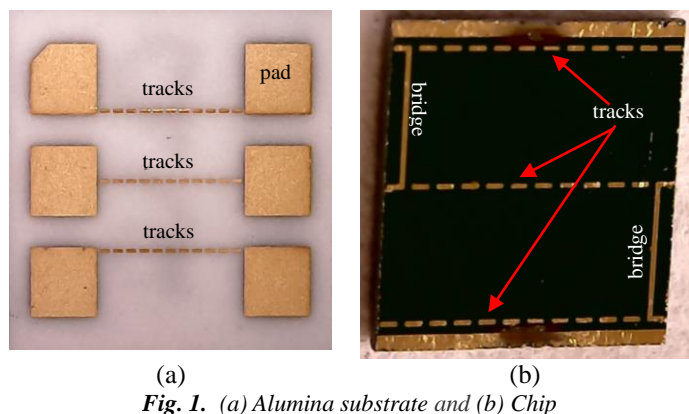 tracks
pad
tracks
tracks
bridge
tracks
bridge
(a)
(b)
Fig. 1. (a) Alumina substrate and (b) Chip